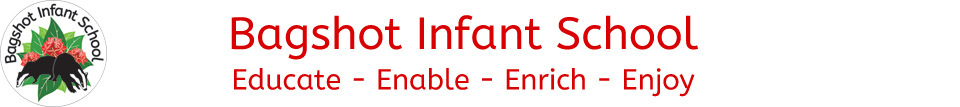 Bagshot Infant School
Bagshot Infant School
Educate - Enable - Enrich - Enjoy